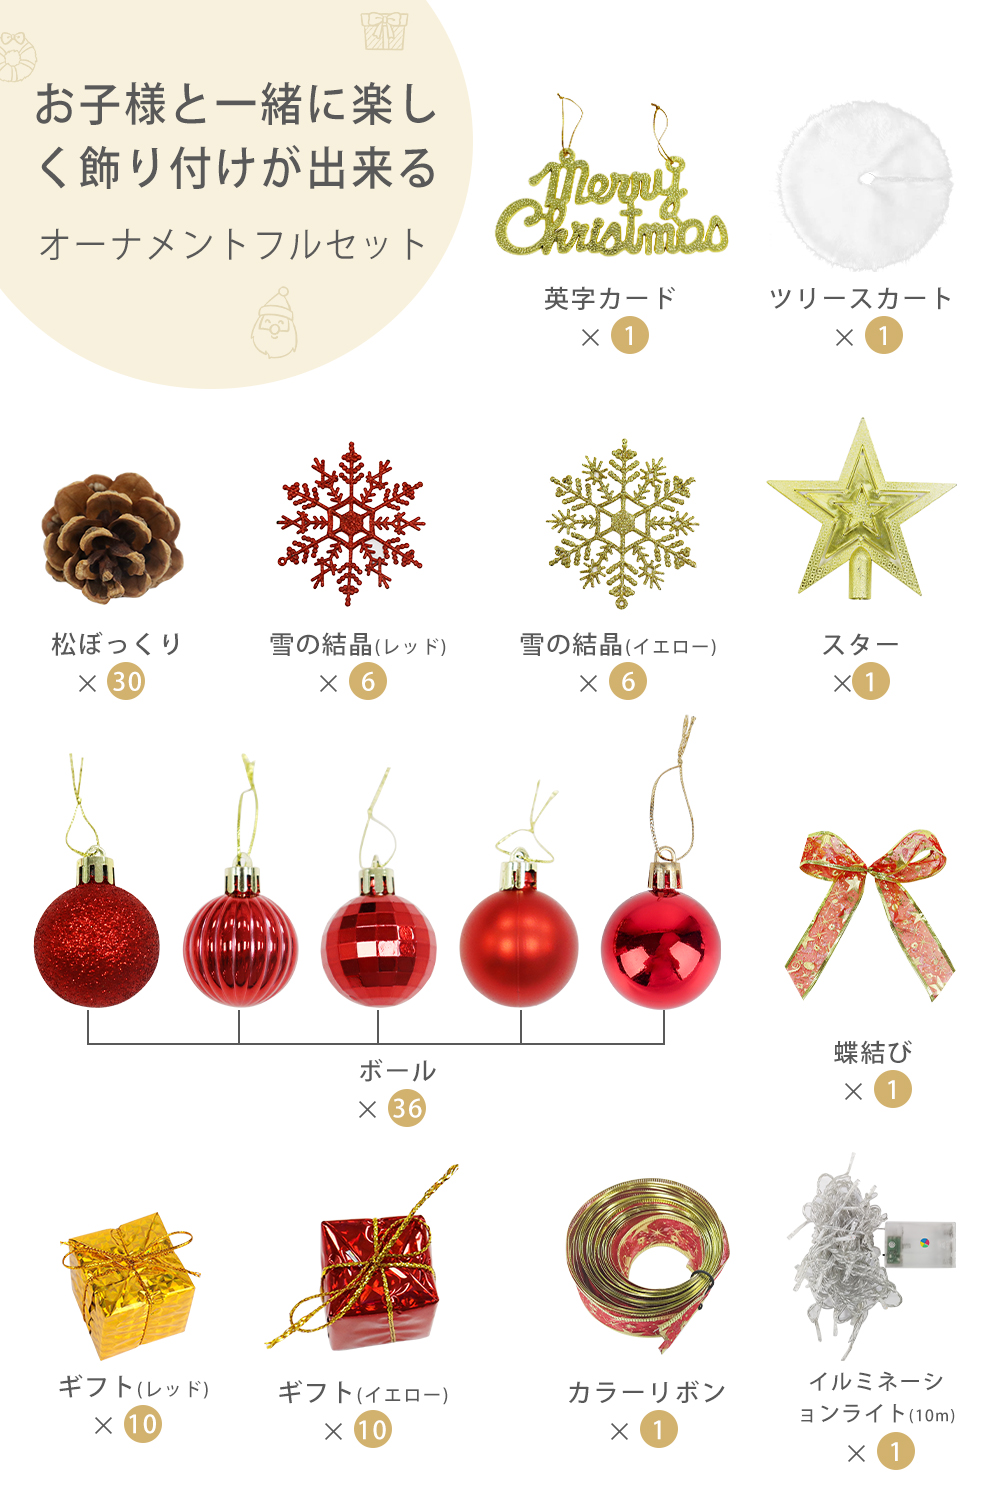 お子様と一緒に楽し
く飾り付けが出来る
オーナメントフルセット
Merry
Christmas
英字カード
× 1
ツリースカート
× 1
松ぼっくり
× 30
雪の結晶(レッド)
× 6
雪の結晶(イエロー)
× 6
スター
×1
ボール
× 36
蝶結び
× 1
ギフト(レッド)
× 10
ギフト(イエロー)
× 10
カラーリボン
× 1
イルミネーシ
ョンライト(10m)
× 1